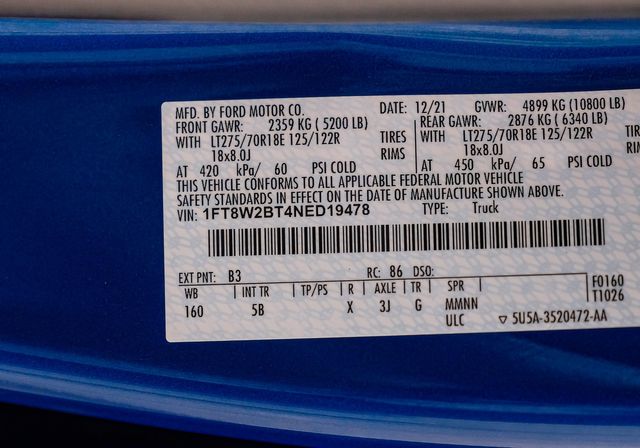 MFD. BY FORD MOTOR CO. DATE: 12/21 GVWR: 4899 KG (10800 LB)
FRONT GAWR: 2359 KG ( 5200 LB) REAR GAWR: 2876 KG ( 6340 LB)
WITH LT275/70R18E 125/122R TIRES WITH LT275/70R18E 125/122R TIR
18x8.0J RIMS 18x8.0J RIM
AT 420 kPa/ 60 PSI COLD AT 450 kPa/ 65 PSI COLD
THIS VEHICLE CONFORMS TO ALL APPLICABLE FEDERAL MOTOR VEHICLE
SAFETY STANDARDS IN EFFECT ON THE DATE OF MANUFACTURE SHOWN ABOVE.
VIN: 1FT8W2BT4NED19478 TYPE: Truck
EXT PNT: B3 RC: 86 DSO: F0160
WB INT TR TP/PS R AXLE TR SPR T1026
160 5B X 3J G MMNN
ULC 5U5A-3520472-AA